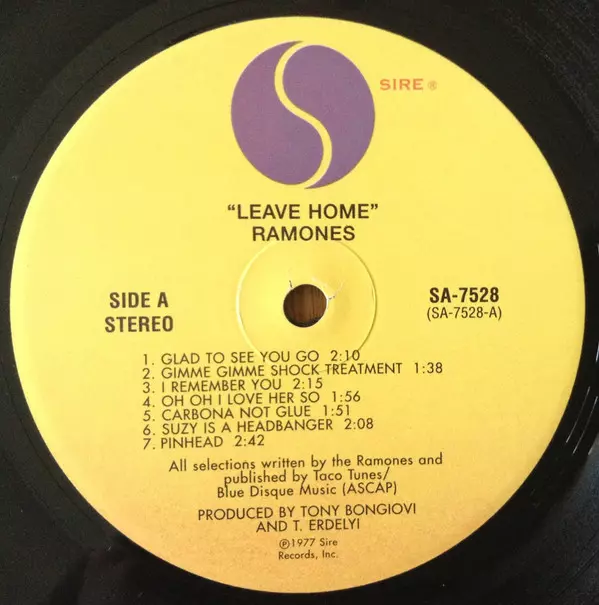 SIRE ®
“LEAVE HOME”
RAMONES
SIDE A
STEREO
SA-7528
(SA-7528-A)
1. GLAD TO SEE YOU GO 2:10
2. GIMME GIMME SHOCK TREATMENT 1:38
3. I REMEMBER YOU 2:15
4. OH OH I LOVE HER SO 1:56
5. CARBONA NOT GLUE 1:51
6. SUZY IS A HEADBANGER 2:08
7. PINHEAD 2:42
All selections written by the Ramones and
published by Taco Tunes/
Blue Disque Music (ASCAP)
PRODUCED BY TONY BONGIOVI
AND T. ERDELYI
℗1977 Sire
Records, Inc.